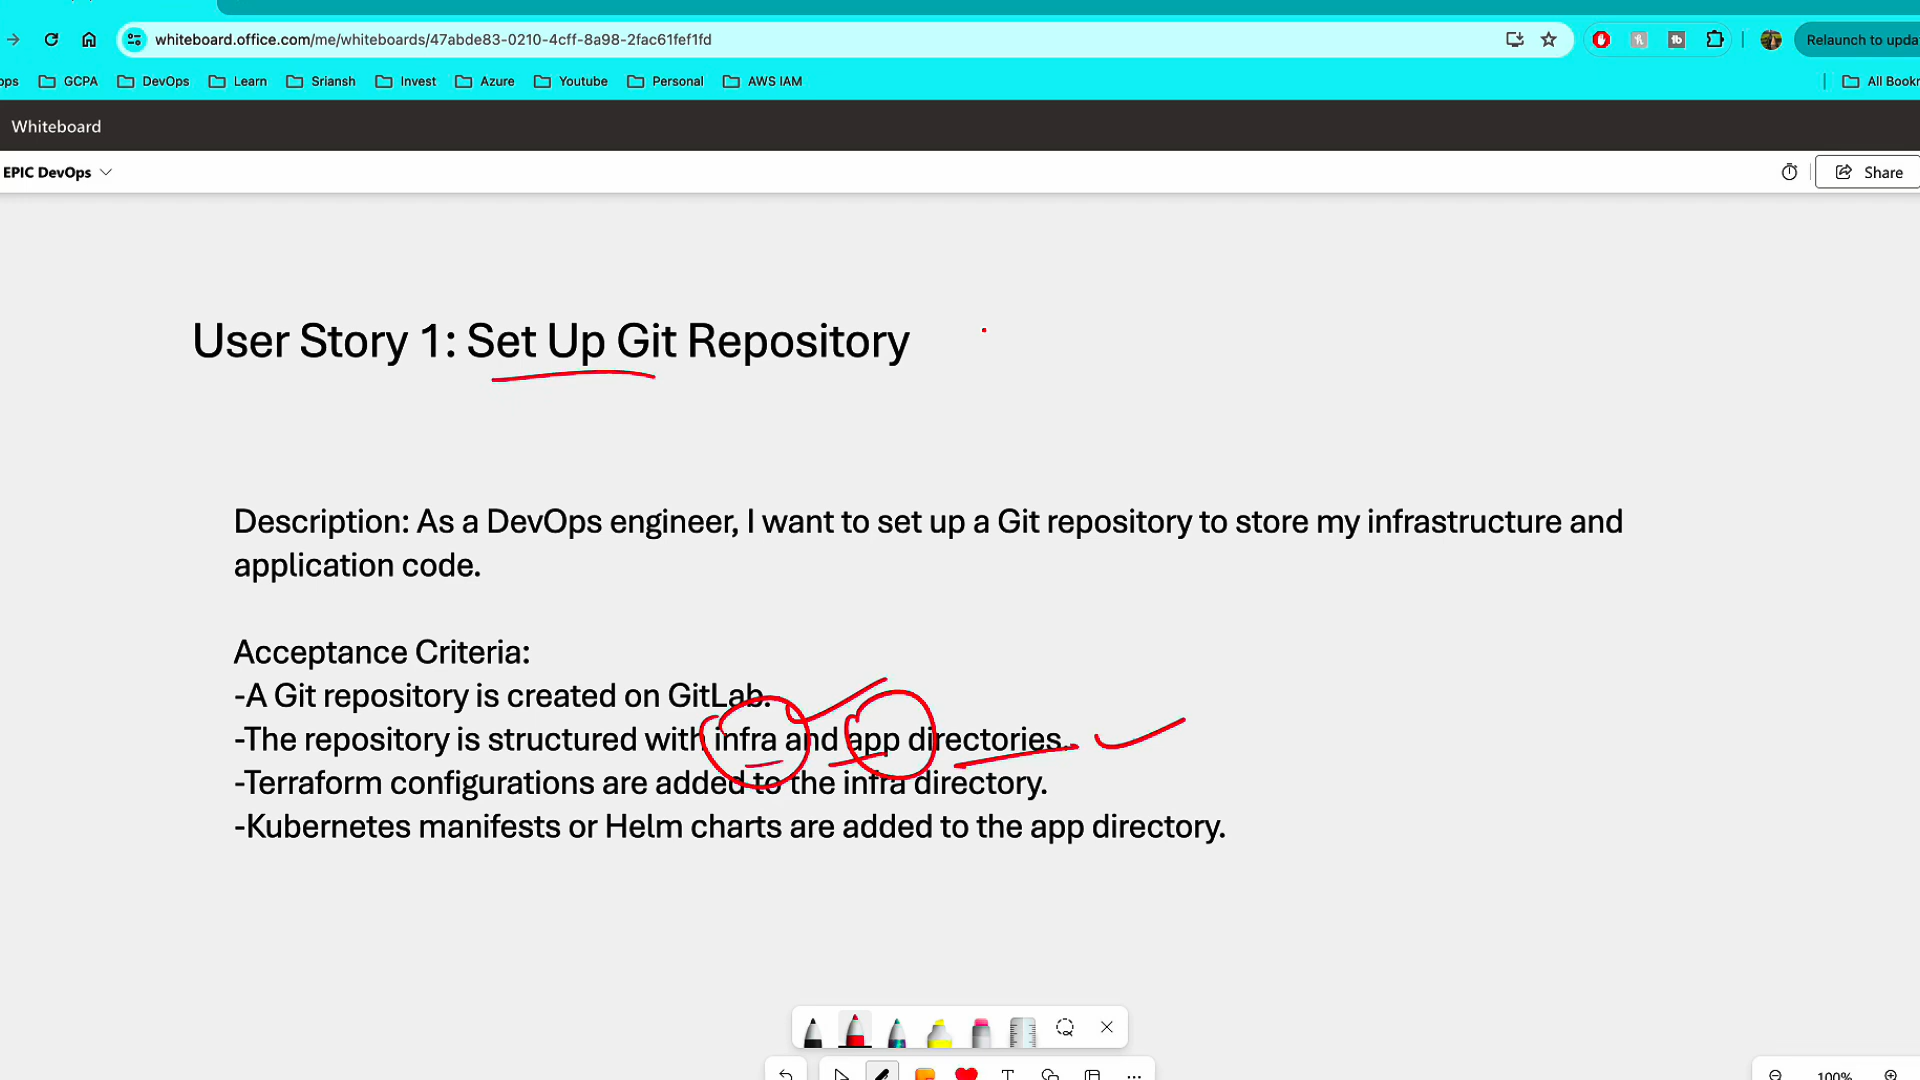 whiteboard.office.com/me/whiteboards/47abde83-0210-4cff-8a98-2fac61fef1fd
Relaunch to upda
GCPA DevOps Learn Sriansh Invest Azure Youtube Personal AWS IAM All Bookr
Whiteboard
EPIC DevOps
Share
User Story 1: Set Up Git Repository
Description: As a DevOps engineer, I want to set up a Git repository to store my infrastructure and
application code.
Acceptance Criteria:
-A Git repository is created on GitLab.
-The repository is structured with infra and app directories.
-Terraform configurations are added to the infra directory.
-Kubernetes manifests or Helm charts are added to the app directory.
100%